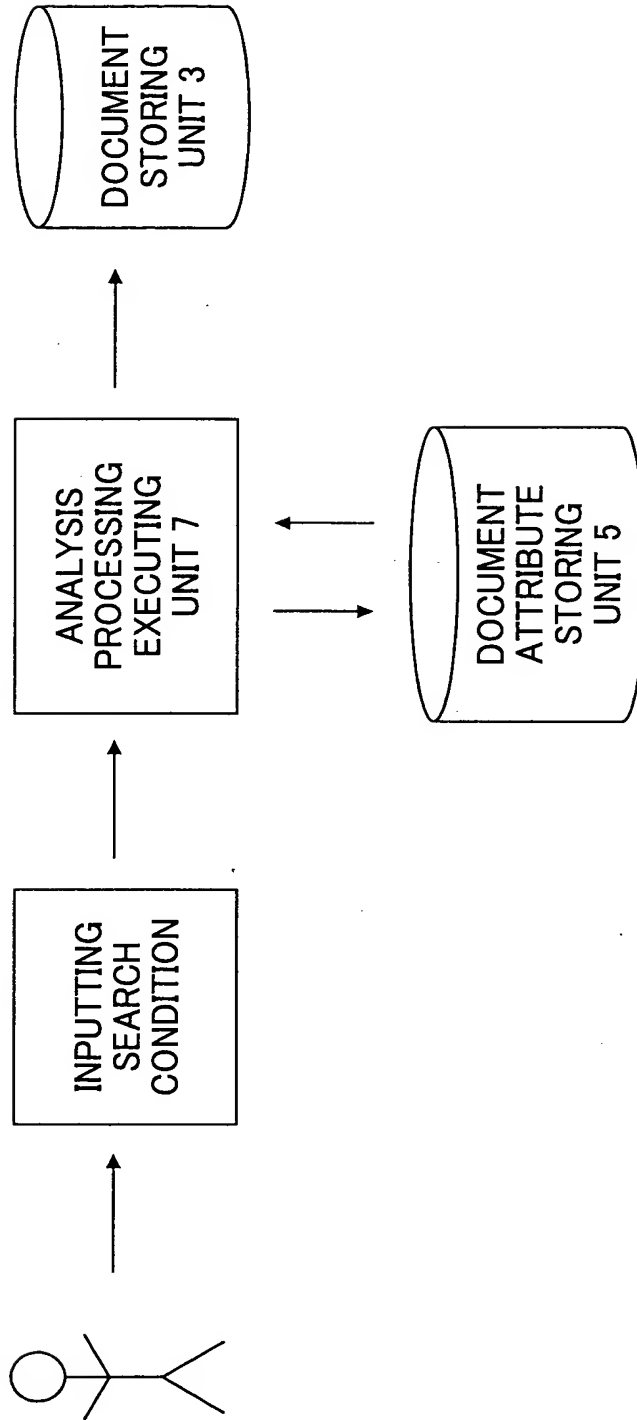 INPUTTING
SEARCH
CONDITION
ANALYSIS
PROCESSING
EXECUTING
UNIT 7
DOCUMENT
STORING
UNIT 3
DOCUMENT
ATTRIBUTE
STORING
UNIT 5